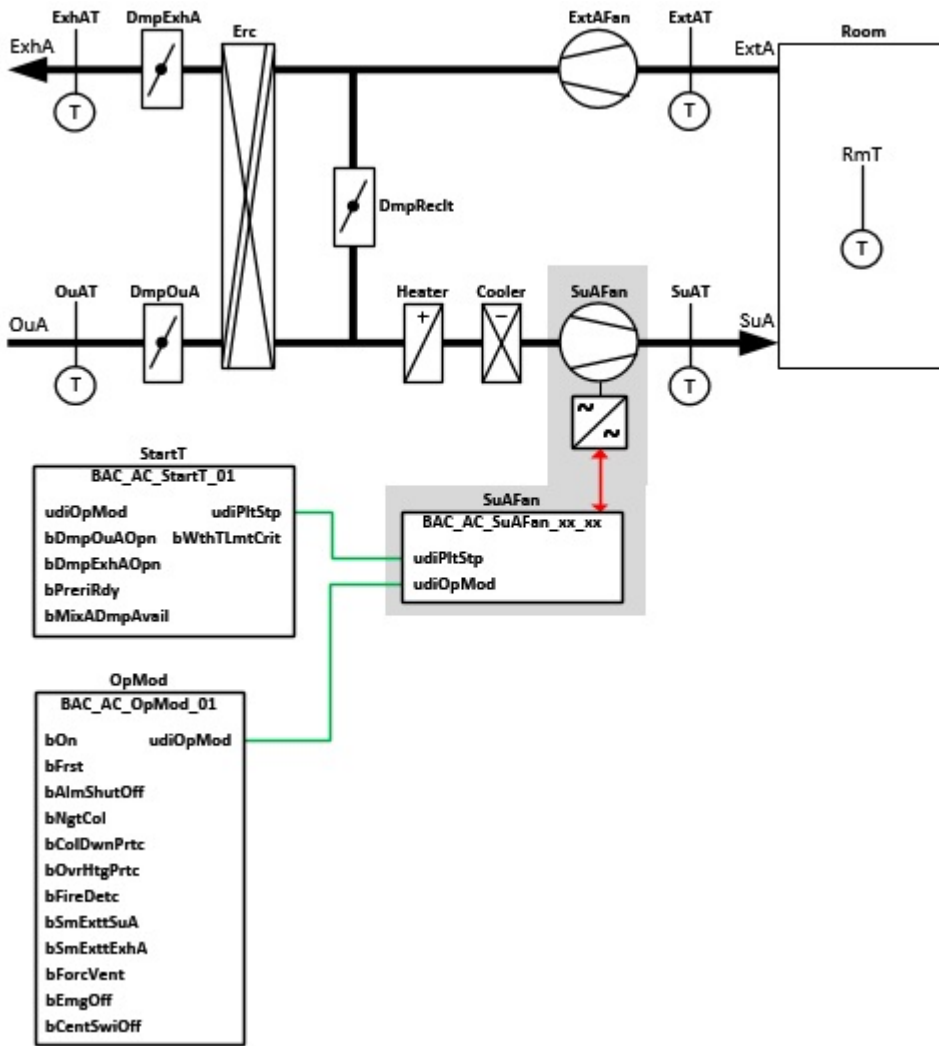 ExhAT DmpExhA Erc ExtAFan ExtAT Room
ExhA ExtA
T T
RmT
DmpReclt
T
OuAT DmpOuA Heater Cooler SuAFan SuAT
OuA + − SuA
T T
~
~
StartT
BAC_AC_StartT_01
udiOpMod udiPltStp
bDmpOuAOpn bWthTLmtCrit
bDmpExhAOpn
bPreriRdy
bMixADmpAvail
SuAFan
BAC_AC_SuAFan_xx_xx
udiPltStp
udiOpMod
OpMod
BAC_AC_OpMod_01
bOn udiOpMod
bFrst
bAlmShutOff
bNgtCol
bColDwnPrtc
bOvrHtgPrtc
bFireDetc
bSmExttSuA
bSmExttExhA
bForcVent
bEmgOff
bCentSwiOff